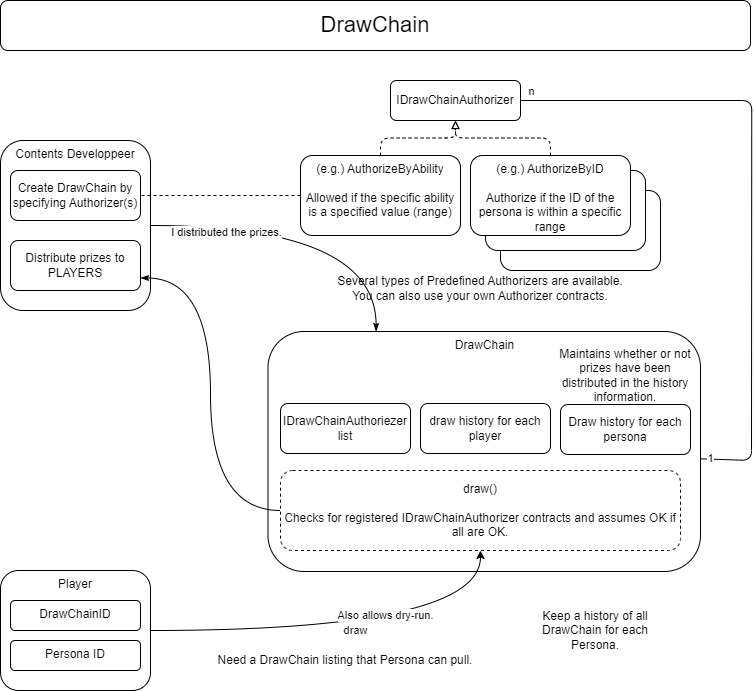 DrawChain
IDrawChainAuthorizer
n
Contents Developpeer
Create DrawChain by
specifying Authorizer(s)
(e.g.) AuthorizeByAbility
Allowed if the specific ability
is a specified value (range)
(e.g.) AuthorizeByID
Authorize if the ID of the
persona is within a specific
range
I distributed the prizes.
Distribute prizes to
PLAYERS
Several types of Predefined Authorizers are available.
You can also use your own Authorizer contracts.
DrawChain
Maintains whether or not
prizes have been
distributed in the history
information.
IDrawChainAuthoriezer
list
draw history for each
player
Draw history for each
persona
1
draw()
Checks for registered IDrawChainAuthorizer contracts and assumes OK if
all are OK.
Player
DrawChainID
Persona ID
Also allows dry-run.
draw
Need a DrawChain listing that Persona can pull.
Keep a history of all
DrawChain for each
Persona.